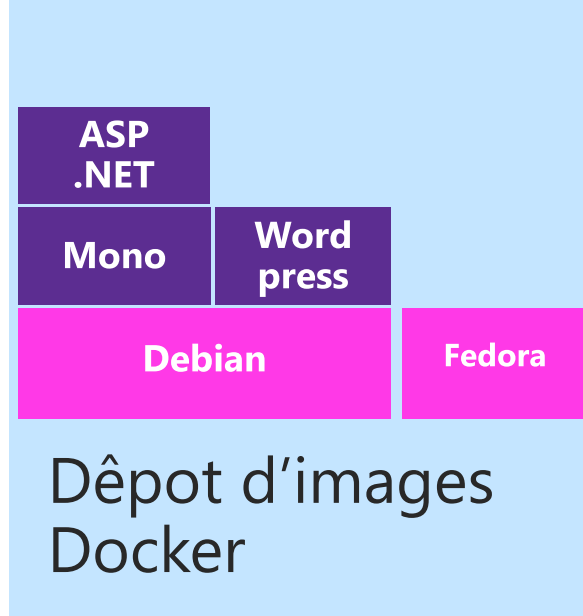 ASP
.NET
Mono
Word
press
Debian
Fedora
Dêpot d’images
Docker